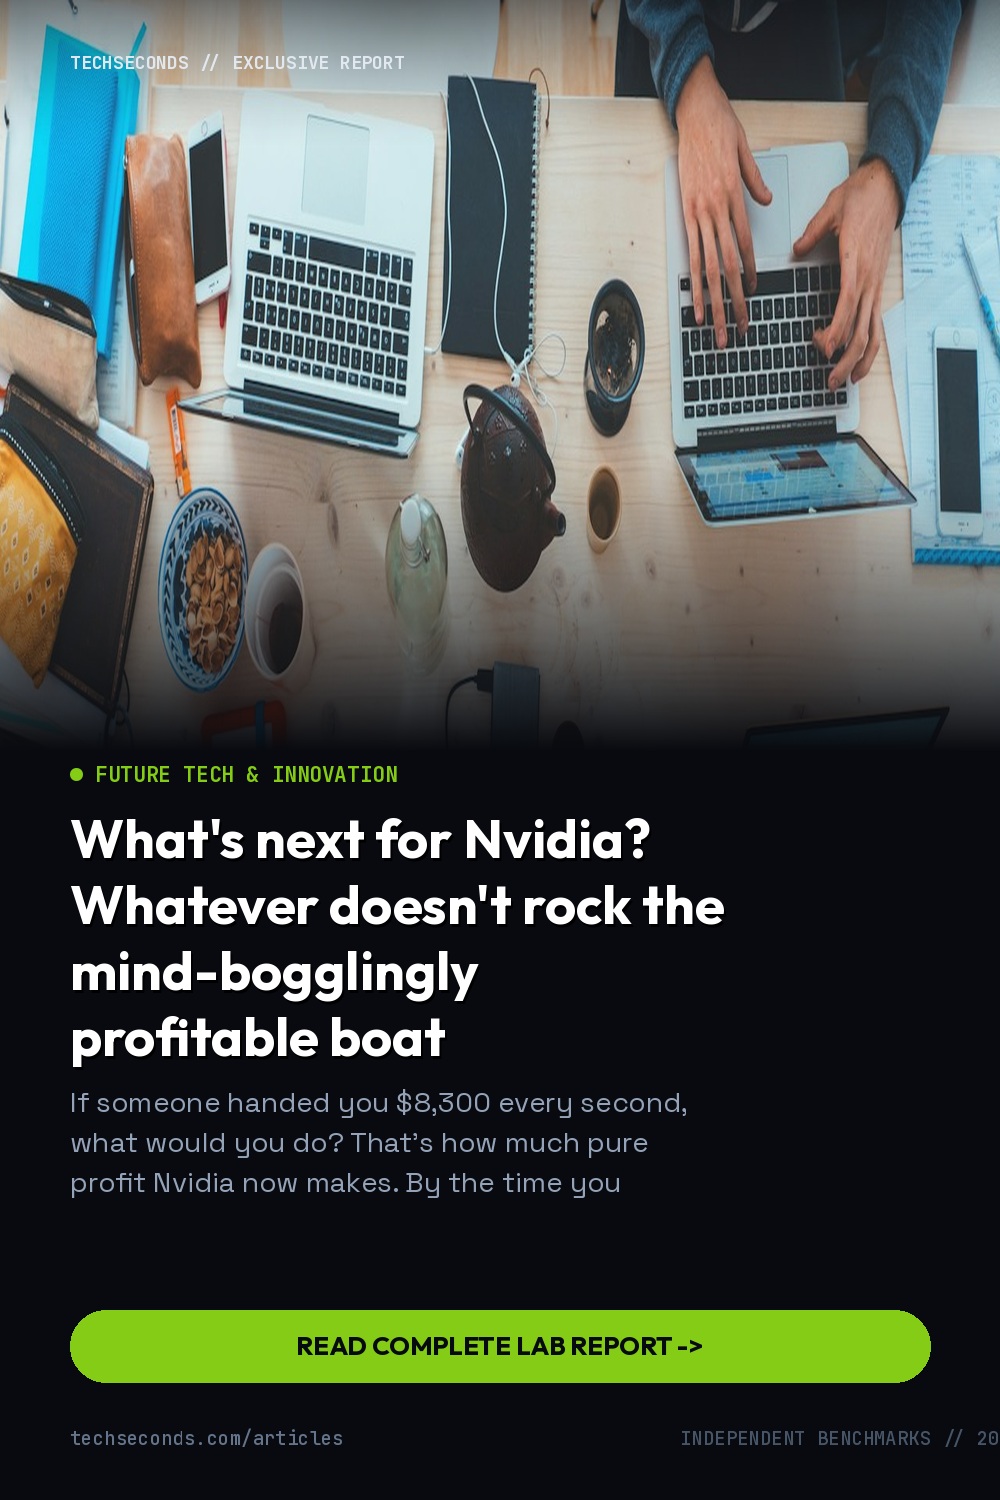 TECHSECONDS // EXCLUSIVE REPORT
FUTURE TECH & INNOVATION
What's next for Nvidia?
Whatever doesn't rock the
mind-bogglingly
profitable boat
If someone handed you $8,300 every second,
what would you do? That’s how much pure
profit Nvidia now makes. By the time you
READ COMPLETE LAB REPORT ->
techseconds.com/articles
INDEPENDENT BENCHMARKS // 20